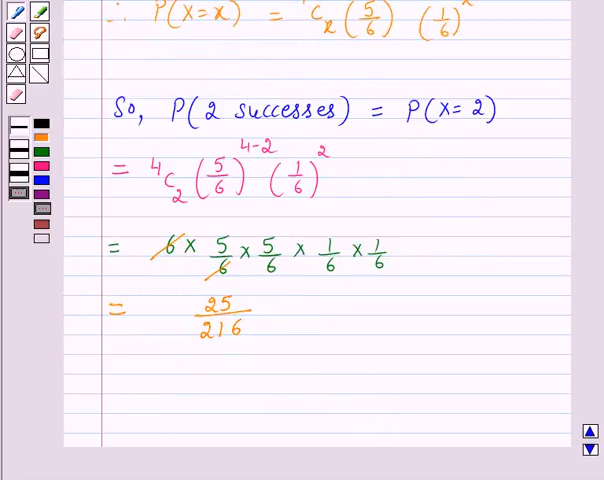 ∴ P(X=x) = ⁴Cₓ (5/6) (1/6)ˣ
So, P(2 successes) = P(X=2)
= ⁴C₂ (5/6)⁴⁻² (1/6)²
= 6 × 5/6 × 5/6 × 1/6 × 1/6
= 25/216